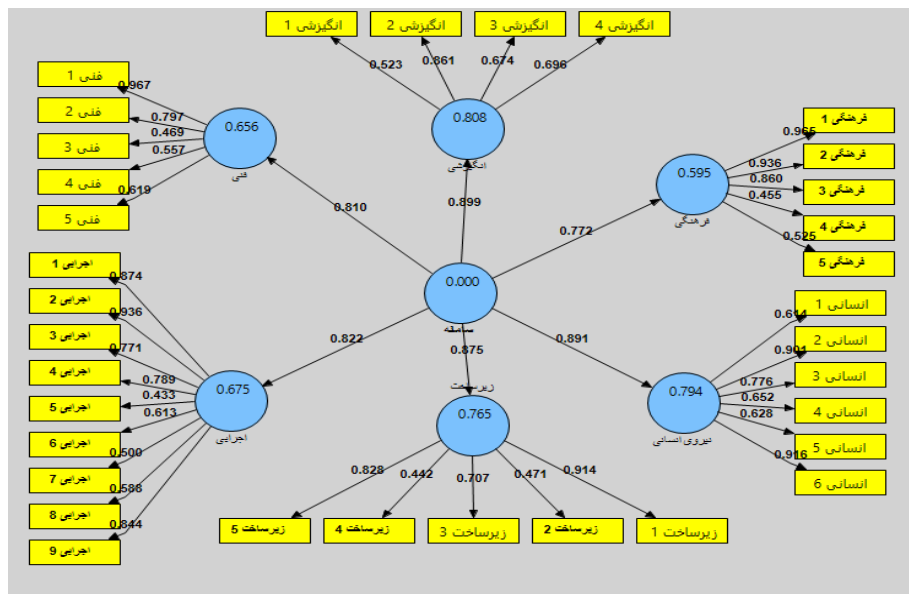 انگیزشی 1
انگیزشی 2
انگیزشی 3
انگیزشی 4
0.523
0.861
0.674
0.696
0.808
انگیزشی
فنی 1
فنی 2
فنی 3
فنی 4
فنی 5
0.967
0.797
0.469
0.557
0.619
0.656
فنی
فرهنگی 1
فرهنگی 2
فرهنگی 3
فرهنگی 4
فرهنگی 5
0.965
0.936
0.860
0.455
0.525
0.595
فرهنگی
0.810
0.899
0.772
0.000
0.822
0.875
0.891
اجرایی 1
اجرایی 2
اجرایی 3
اجرایی 4
اجرایی 5
اجرایی 6
اجرایی 7
اجرایی 8
اجرایی 9
0.874
0.936
0.771
0.789
0.433
0.613
0.500
0.588
0.844
0.675
اجرایی
زیرساخت
0.765
0.828
0.442
0.707
0.471
0.914
زیرساخت 5
زیرساخت 4
زیرساخت 3
زیرساخت 2
زیرساخت 1
انسانی 1
انسانی 2
انسانی 3
انسانی 4
انسانی 5
انسانی 6
0.614
0.901
0.776
0.652
0.628
0.916
0.794
نیروی انسانی